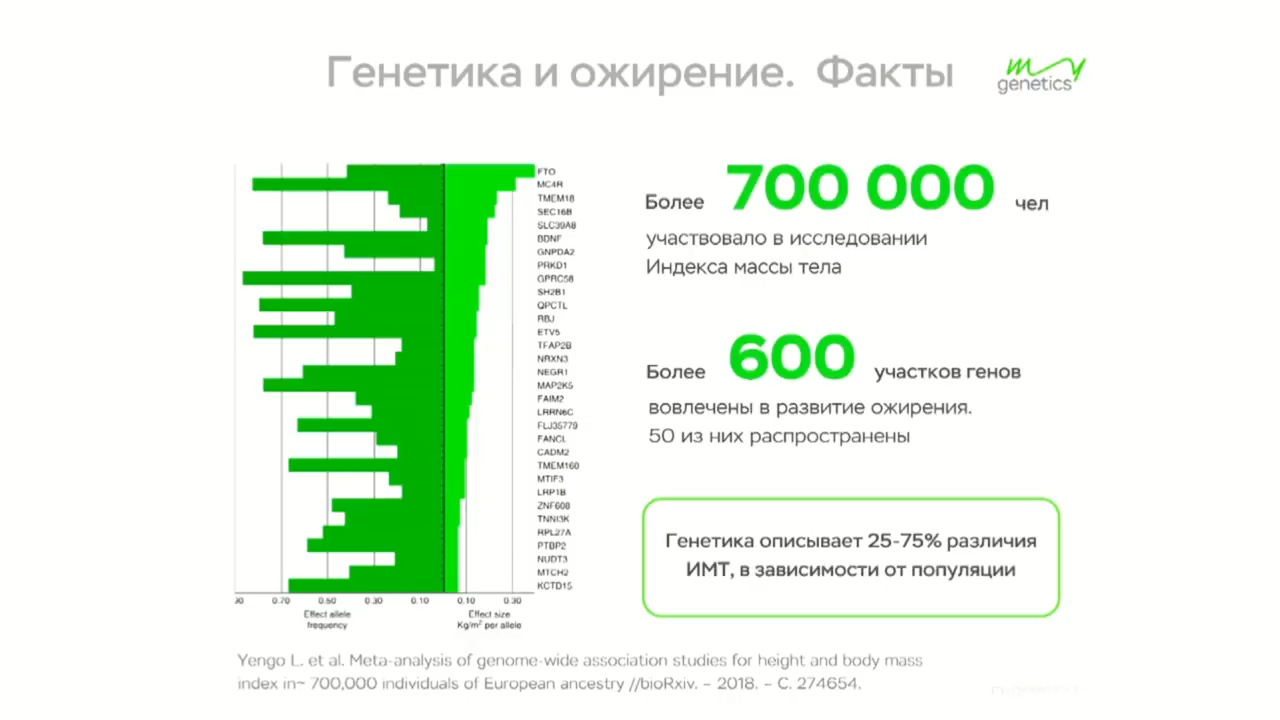 Генетика и ожирение. Факты
my
genetics
FTO
MC4R
TMEM18
SEC16B
SLC39A8
BDNF
GNPDA2
PRKD1
GPRC5B
SH2B1
QPCTL
RBJ
ETV5
TFAP2B
NRXN3
NEGR1
MAP2K5
FAIM2
LRRN6C
FLJ35779
FANCL
CADM2
TMEM160
MTIF3
LRP1B
ZNF608
TNNI3K
RPL27A
PTBP2
NUDT3
MTCH2
KCTD15
0.70 0.50 0.30 0.10 0.10 0.30
Effect allele
frequency
Effect size
Kg/m² per allele
Более 700 000 чел
участвовало в исследовании
Индекса массы тела
Более 600 участков генов
вовлечены в развитие ожирения.
50 из них распространены
Генетика описывает 25-75% различия
ИМТ, в зависимости от популяции
Yengo L. et al. Meta-analysis of genome-wide association studies for height and body mass
index in~ 700,000 individuals of European ancestry //bioRxiv. – 2018. – С. 274654.